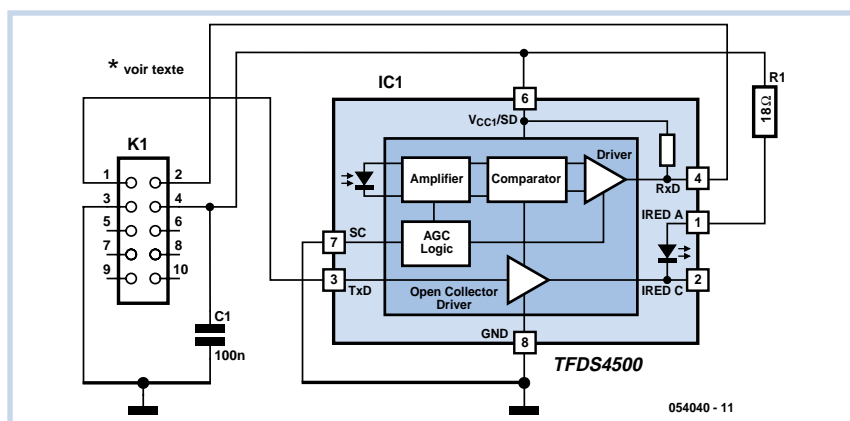 * voir texte
IC1
R1
18Ω
6
VCC1/SD
K1
1
2
3
4
5
6
7
8
9
10
Amplifier
Comparator
Driver
4
RxD
IRED A
1
7
SC
AGC
Logic
3
TxD
Open Collector
Driver
IRED C
2
C1
100n
GND
8
TFDS4500
054040 - 11